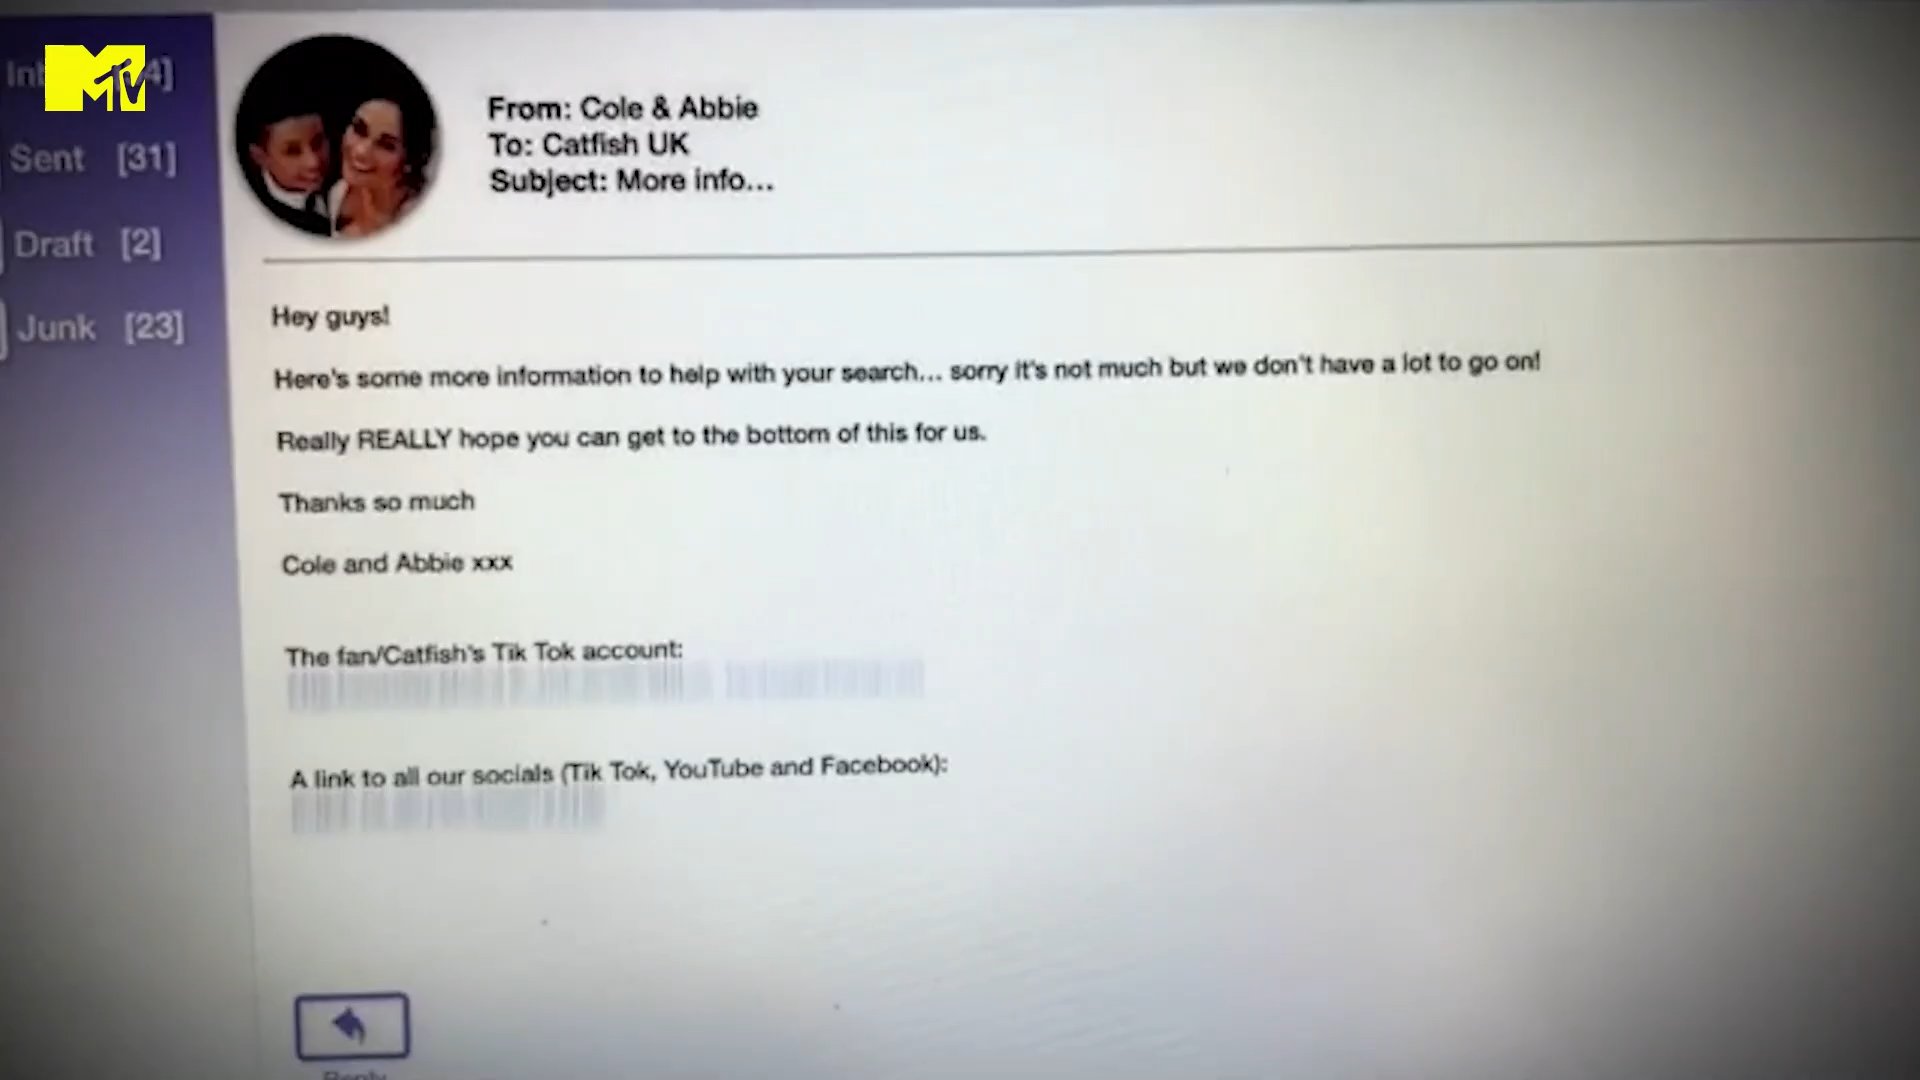 MTV
Sent [31]
Draft [2]
Junk [23]
From: Cole & Abbie
To: Catfish UK
Subject: More info...
Hey guys!
Here's some more information to help with your search... sorry it's not much but we don't have a lot to go on!
Really REALLY hope you can get to the bottom of this for us.
Thanks so much
Cole and Abbie xxx
The fan/Catfish's Tik Tok account:
A link to all our socials (Tik Tok, YouTube and Facebook):
Reply